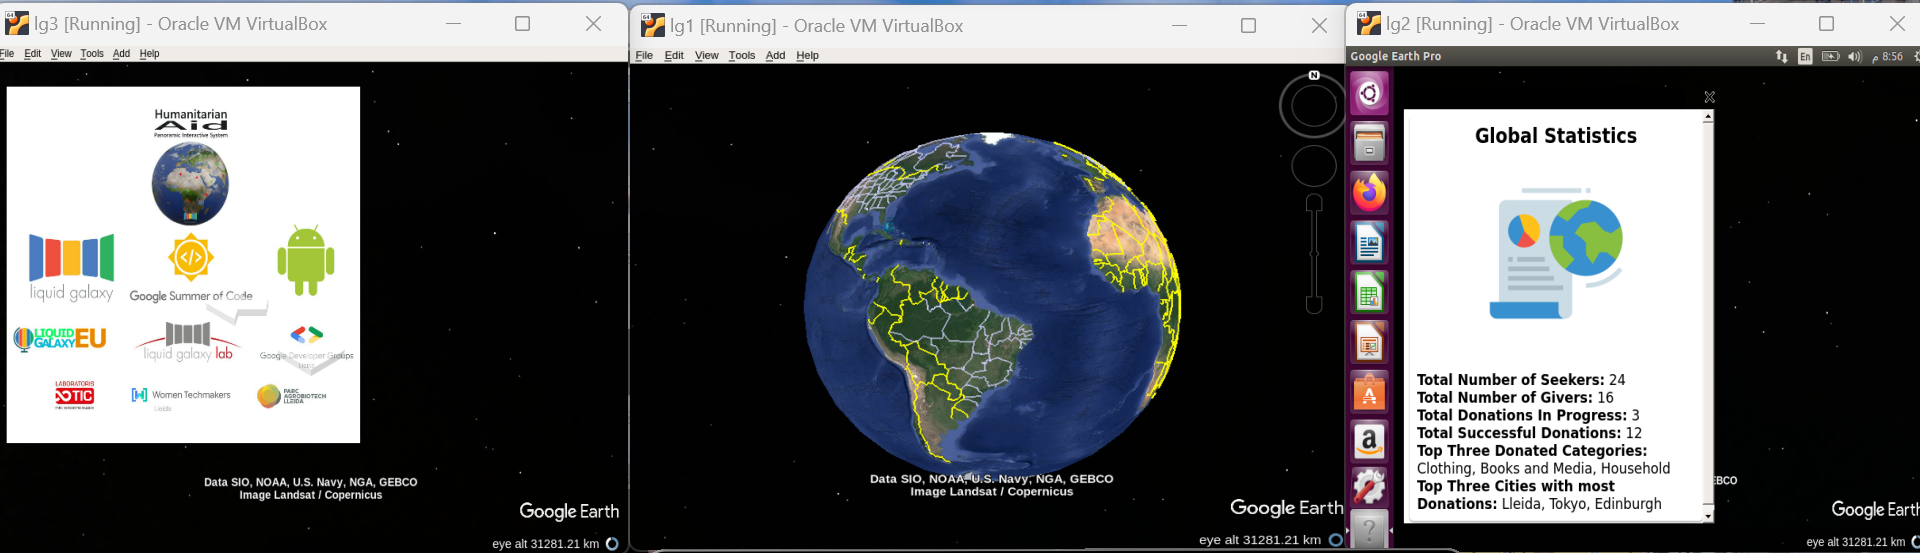 lg3 [Running] - Oracle VM VirtualBox
File Edit View Tools Add Help
Humanitarian
Aid
Panoramic Interactive System
liquid galaxy
Google Summer of Code
LIQUID
GALAXY EU
liquid galaxy lab
Google Developer Groups
LABORATORIS
TIC
Women Techmakers
Lleida
PARC
AGROBIOTECH
LLEIDA
Data SIO, NOAA, U.S. Navy, NGA, GEBCO
Image Landsat / Copernicus
Google Earth
eye alt 31281.21 km
lg1 [Running] - Oracle VM VirtualBox
File Edit View Tools Add Help
N
Data SIO, NOAA, U.S. Navy, NGA, GEBCO
Image Landsat / Copernicus
Google Earth
eye alt 31281.21 km
lg2 [Running] - Oracle VM VirtualBox
Google Earth Pro
En
8:56 م
Global Statistics
Total Number of Seekers: 24
Total Number of Givers: 16
Total Donations In Progress: 3
Total Successful Donations: 12
Top Three Donated Categories:
Clothing, Books and Media, Household
Top Three Cities with most
Donations: Lleida, Tokyo, Edinburgh
EBCO
Google Eart
eye alt 31281.21 km